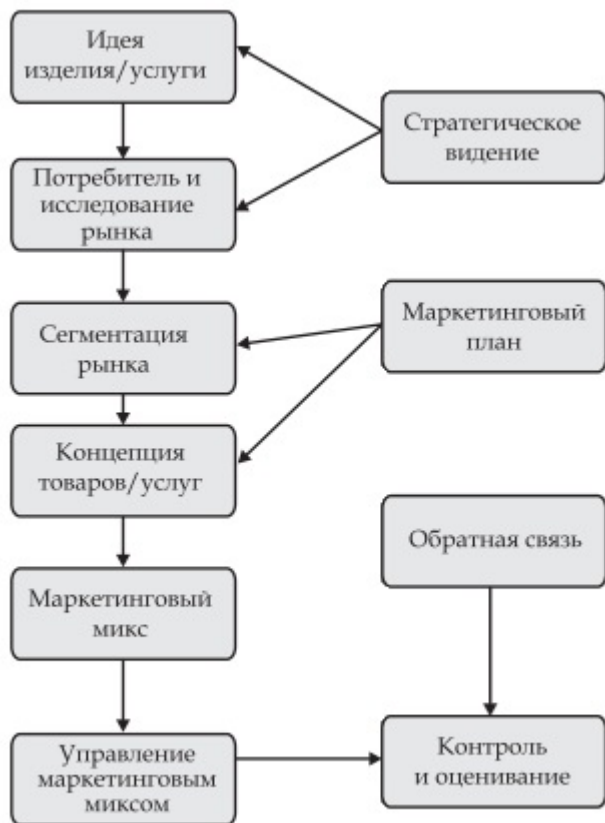 Идея
изделия/услуги
Стратегическое
видение
Потребитель и
исследование
рынка
Сегментация
рынка
Маркетинговый
план
Концепция
товаров/услуг
Обратная связь
Маркетинговый
микс
Управление
маркетинговым
миксом
Контроль
и оценивание